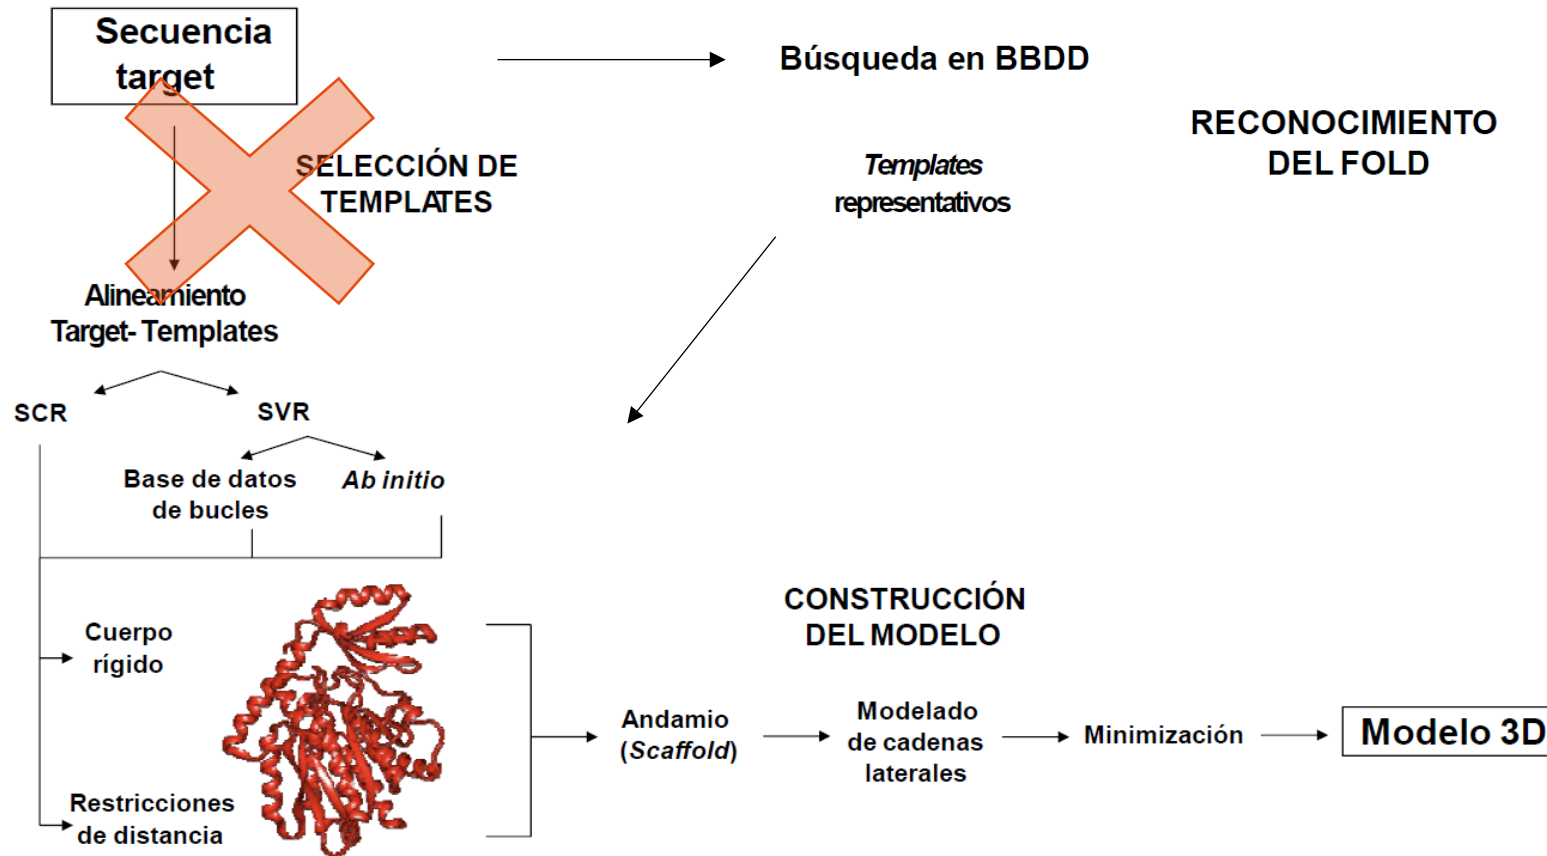 Secuencia
target
Búsqueda en BBDD
RECONOCIMIENTO
DEL FOLD
SELECCIÓN DE
TEMPLATES
Templates
representativos
Alineamiento
Target- Templates
SCR
SVR
Base de datos
de bucles
Ab initio
Cuerpo
rígido
Restricciones
de distancia
CONSTRUCCIÓN
DEL MODELO
Andamio
(Scaffold)
Modelado
de cadenas
laterales
Minimización
Modelo 3D